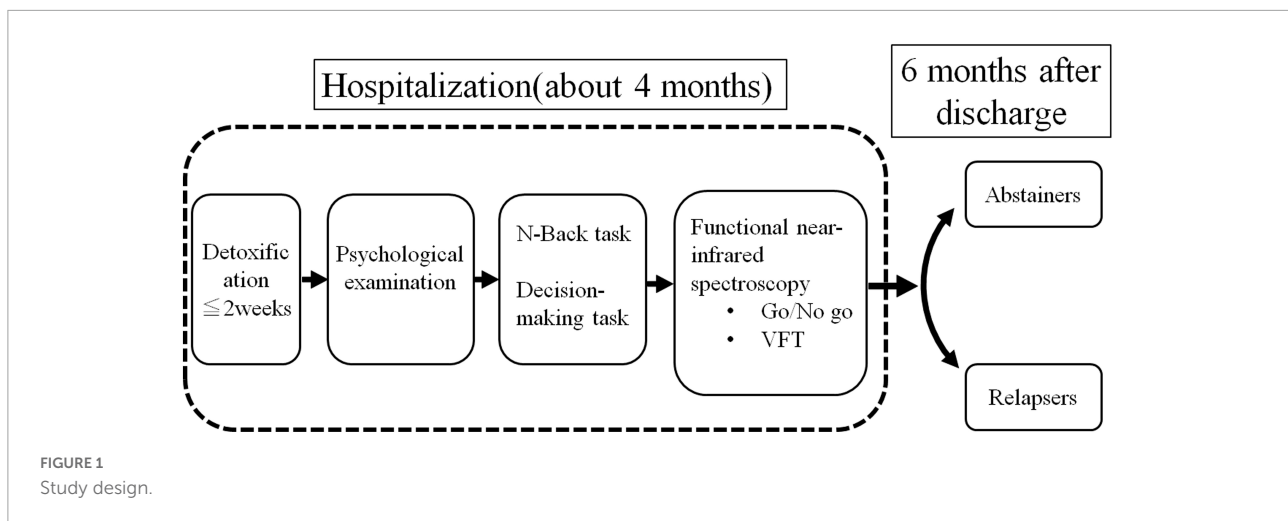 Hospitalization(about 4 months)
6 months after
discharge
Detoxific
ation
≦2weeks
Psychological
examination
N-Back task
Decision-
making task
Functional near-
infrared
spectroscopy
• Go/No go
• VFT
Abstainers
Relapsers
FIGURE 1
Study design.